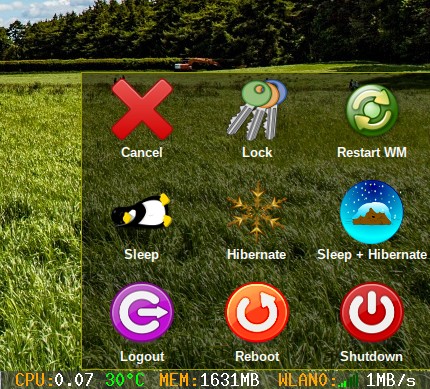 Cancel Lock Restart WM
Sleep Hibernate Sleep + Hibernate
Logout Reboot Shutdown
CPU:0.07 30°C MEM:1631MB WLAN0: 1MB/s